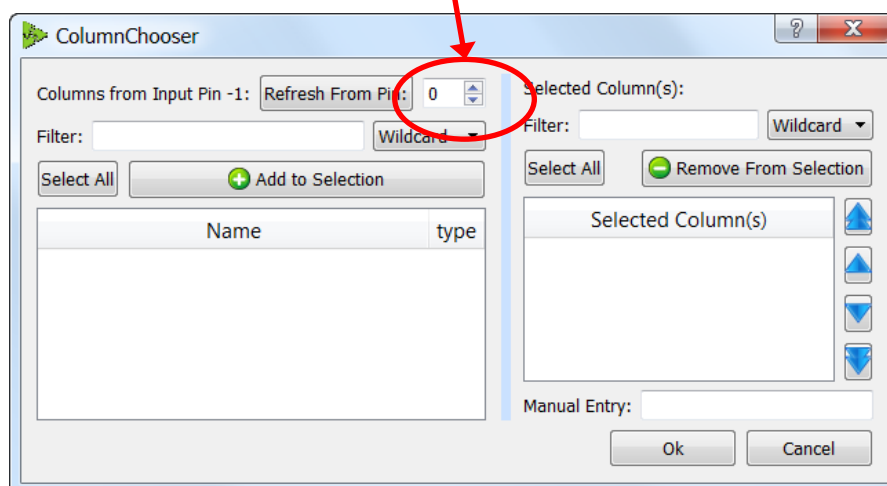 ColumnChooser
Columns from Input Pin -1: Refresh From Pin: 0
Filter: Wildcard
Select All Add to Selection
Name type
Selected Column(s):
Filter: Wildcard
Select All Remove From Selection
Selected Column(s)
Manual Entry:
Ok Cancel